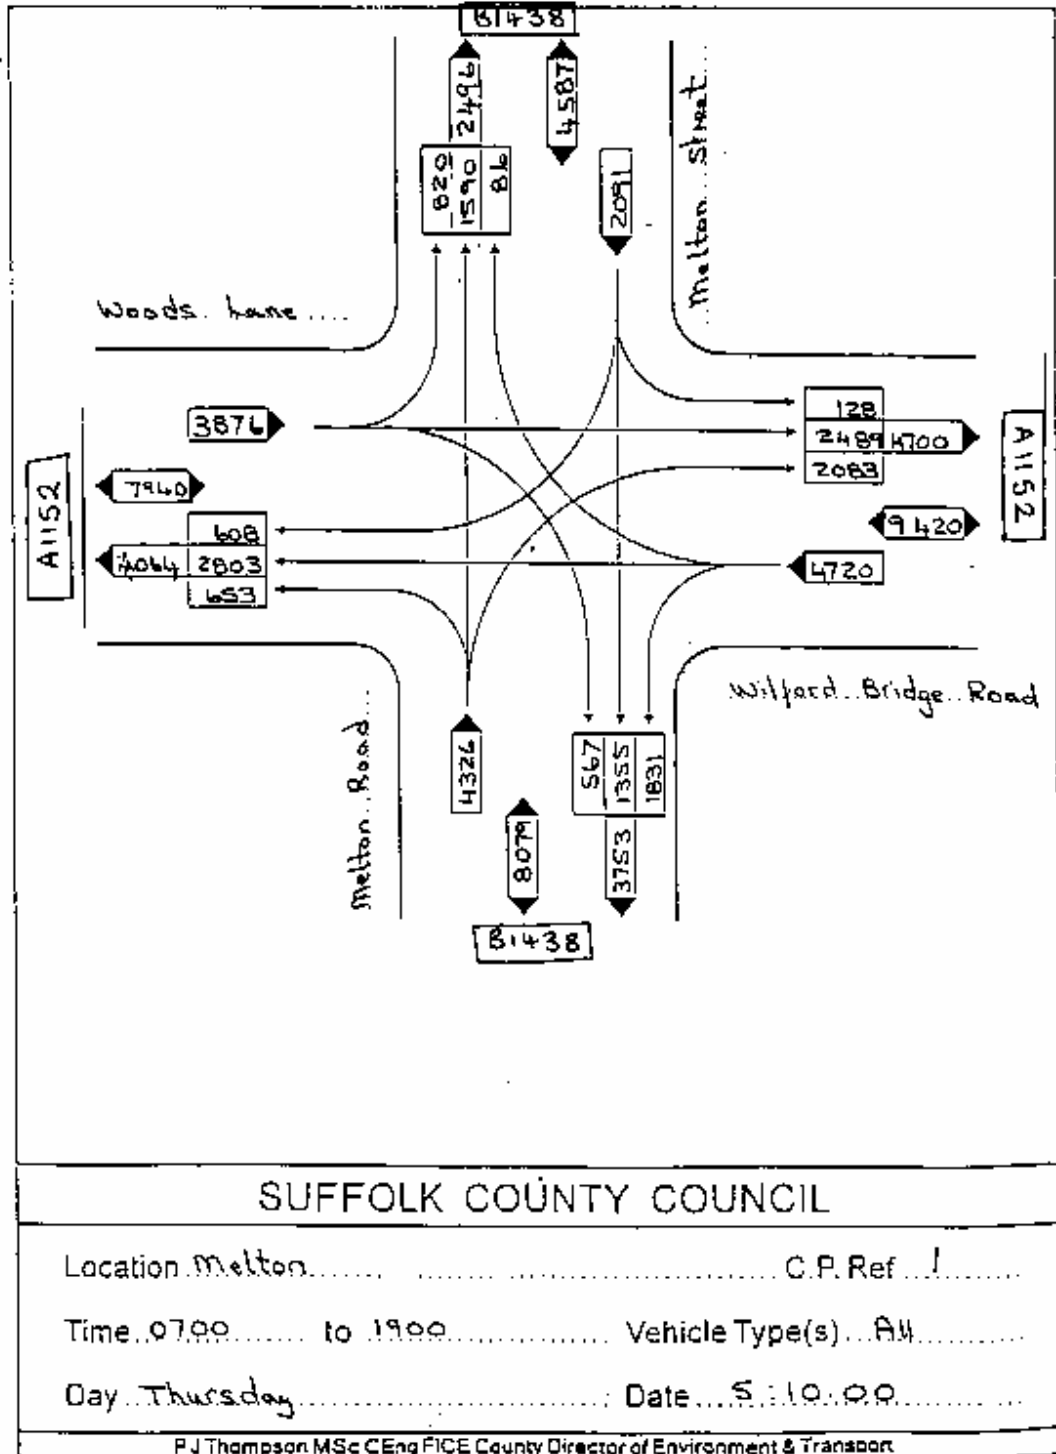 B1438
2496
4587
820
1590
86
2091
Melton Street
Woods Lane
3876
128
2489 4700
2083
A1152
A1152
7940
9420
608
4064 2803
653
4720
Wilford Bridge Road
Melton Road
4326
567
1355
1831
8079
3753
B1438
SUFFOLK COUNTY COUNCIL
Location Melton C.P. Ref 1
Time 0700 to 1900 Vehicle Type(s) All
Day Thursday Date 5.10.00
P J Thompson MSc CEng FICE County Director of Environment & Transport